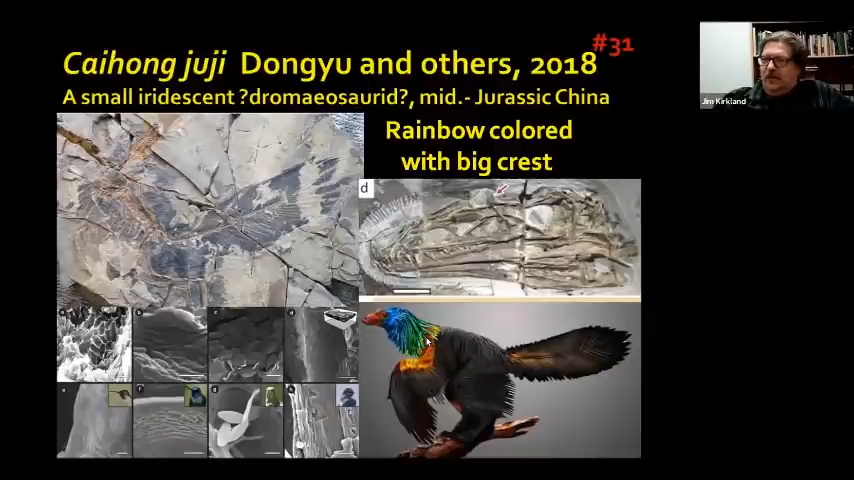 #31
Caihong juji Dongyu and others, 2018
A small iridescent ?dromaeosaurid?, mid.- Jurassic China
Rainbow colored
with big crest
Jim Kirkland
d
a b c d
e f g h